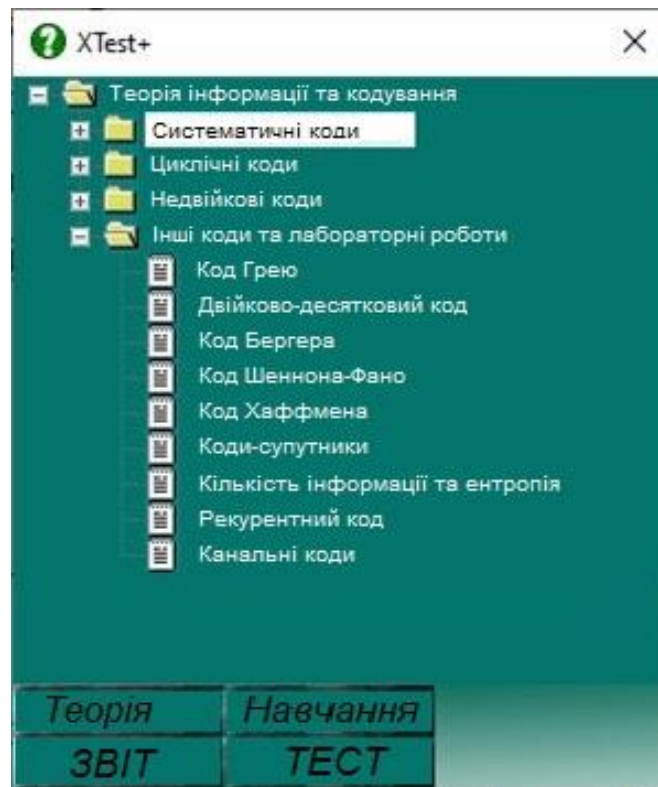 XTest+
Теорія інформації та кодування
Систематичні коди
Циклічні коди
Недвійкові коди
Інші коди та лабораторні роботи
Код Грею
Двійково-десятковий код
Код Бергера
Код Шеннона-Фано
Код Хаффмена
Коди-супутники
Кількість інформації та ентропія
Рекурентний код
Канальні коди
Теорія Навчання
ЗВІТ ТЕСТ